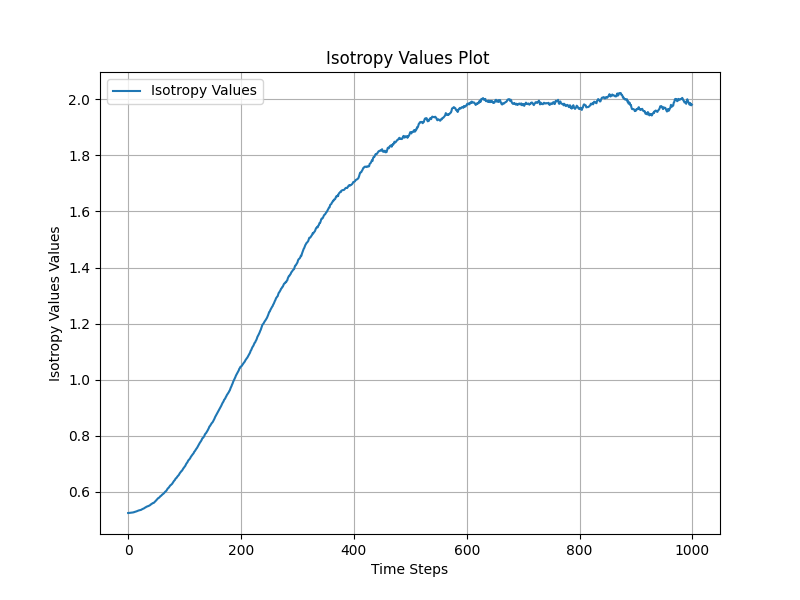 Isotropy Values Plot
Isotropy Values
Isotropy Values Values
2.0
1.8
1.6
1.4
1.2
1.0
0.8
0.6
0 200 400 600 800 1000
Time Steps